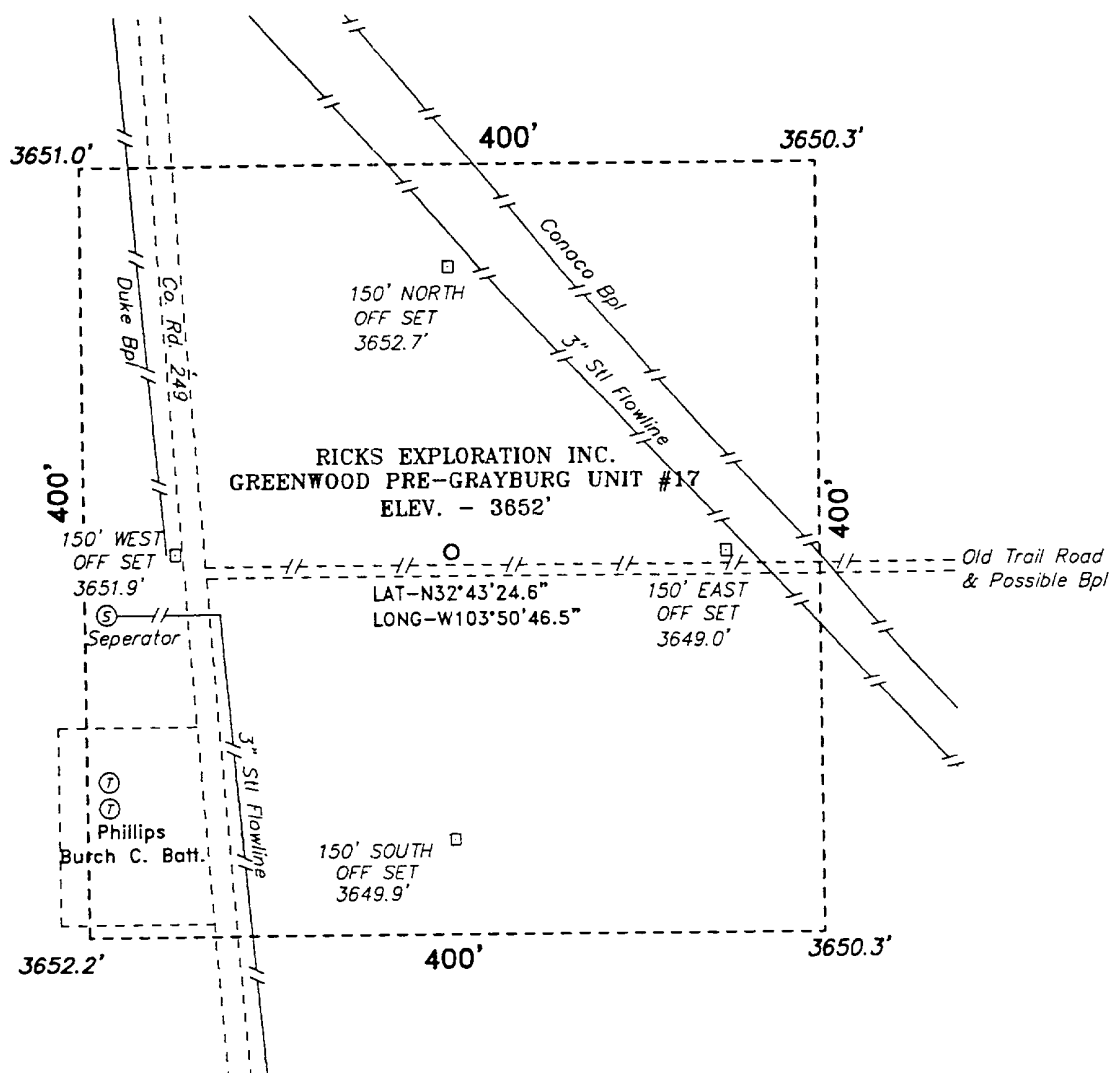 400'
3651.0'
3650.3'
Conoco Bpl
Duke Bpl
Co. Rd. 249
150' NORTH
OFF SET
3652.7'
3" Stl Flowline
RICKS EXPLORATION INC.
GREENWOOD PRE-GRAYBURG UNIT #17
ELEV. - 3652'
400'
400'
150' WEST
OFF SET
3651.9'
Old Trail Road
& Possible Bpl
LAT-N32°43'24.6"
LONG-W103°50'46.5"
150' EAST
OFF SET
3649.0'
S
Seperator
3" Stl Flowline
T
T
Phillips
Burch C. Batt.
150' SOUTH
OFF SET
3649.9'
3652.2'
400'
3650.3'